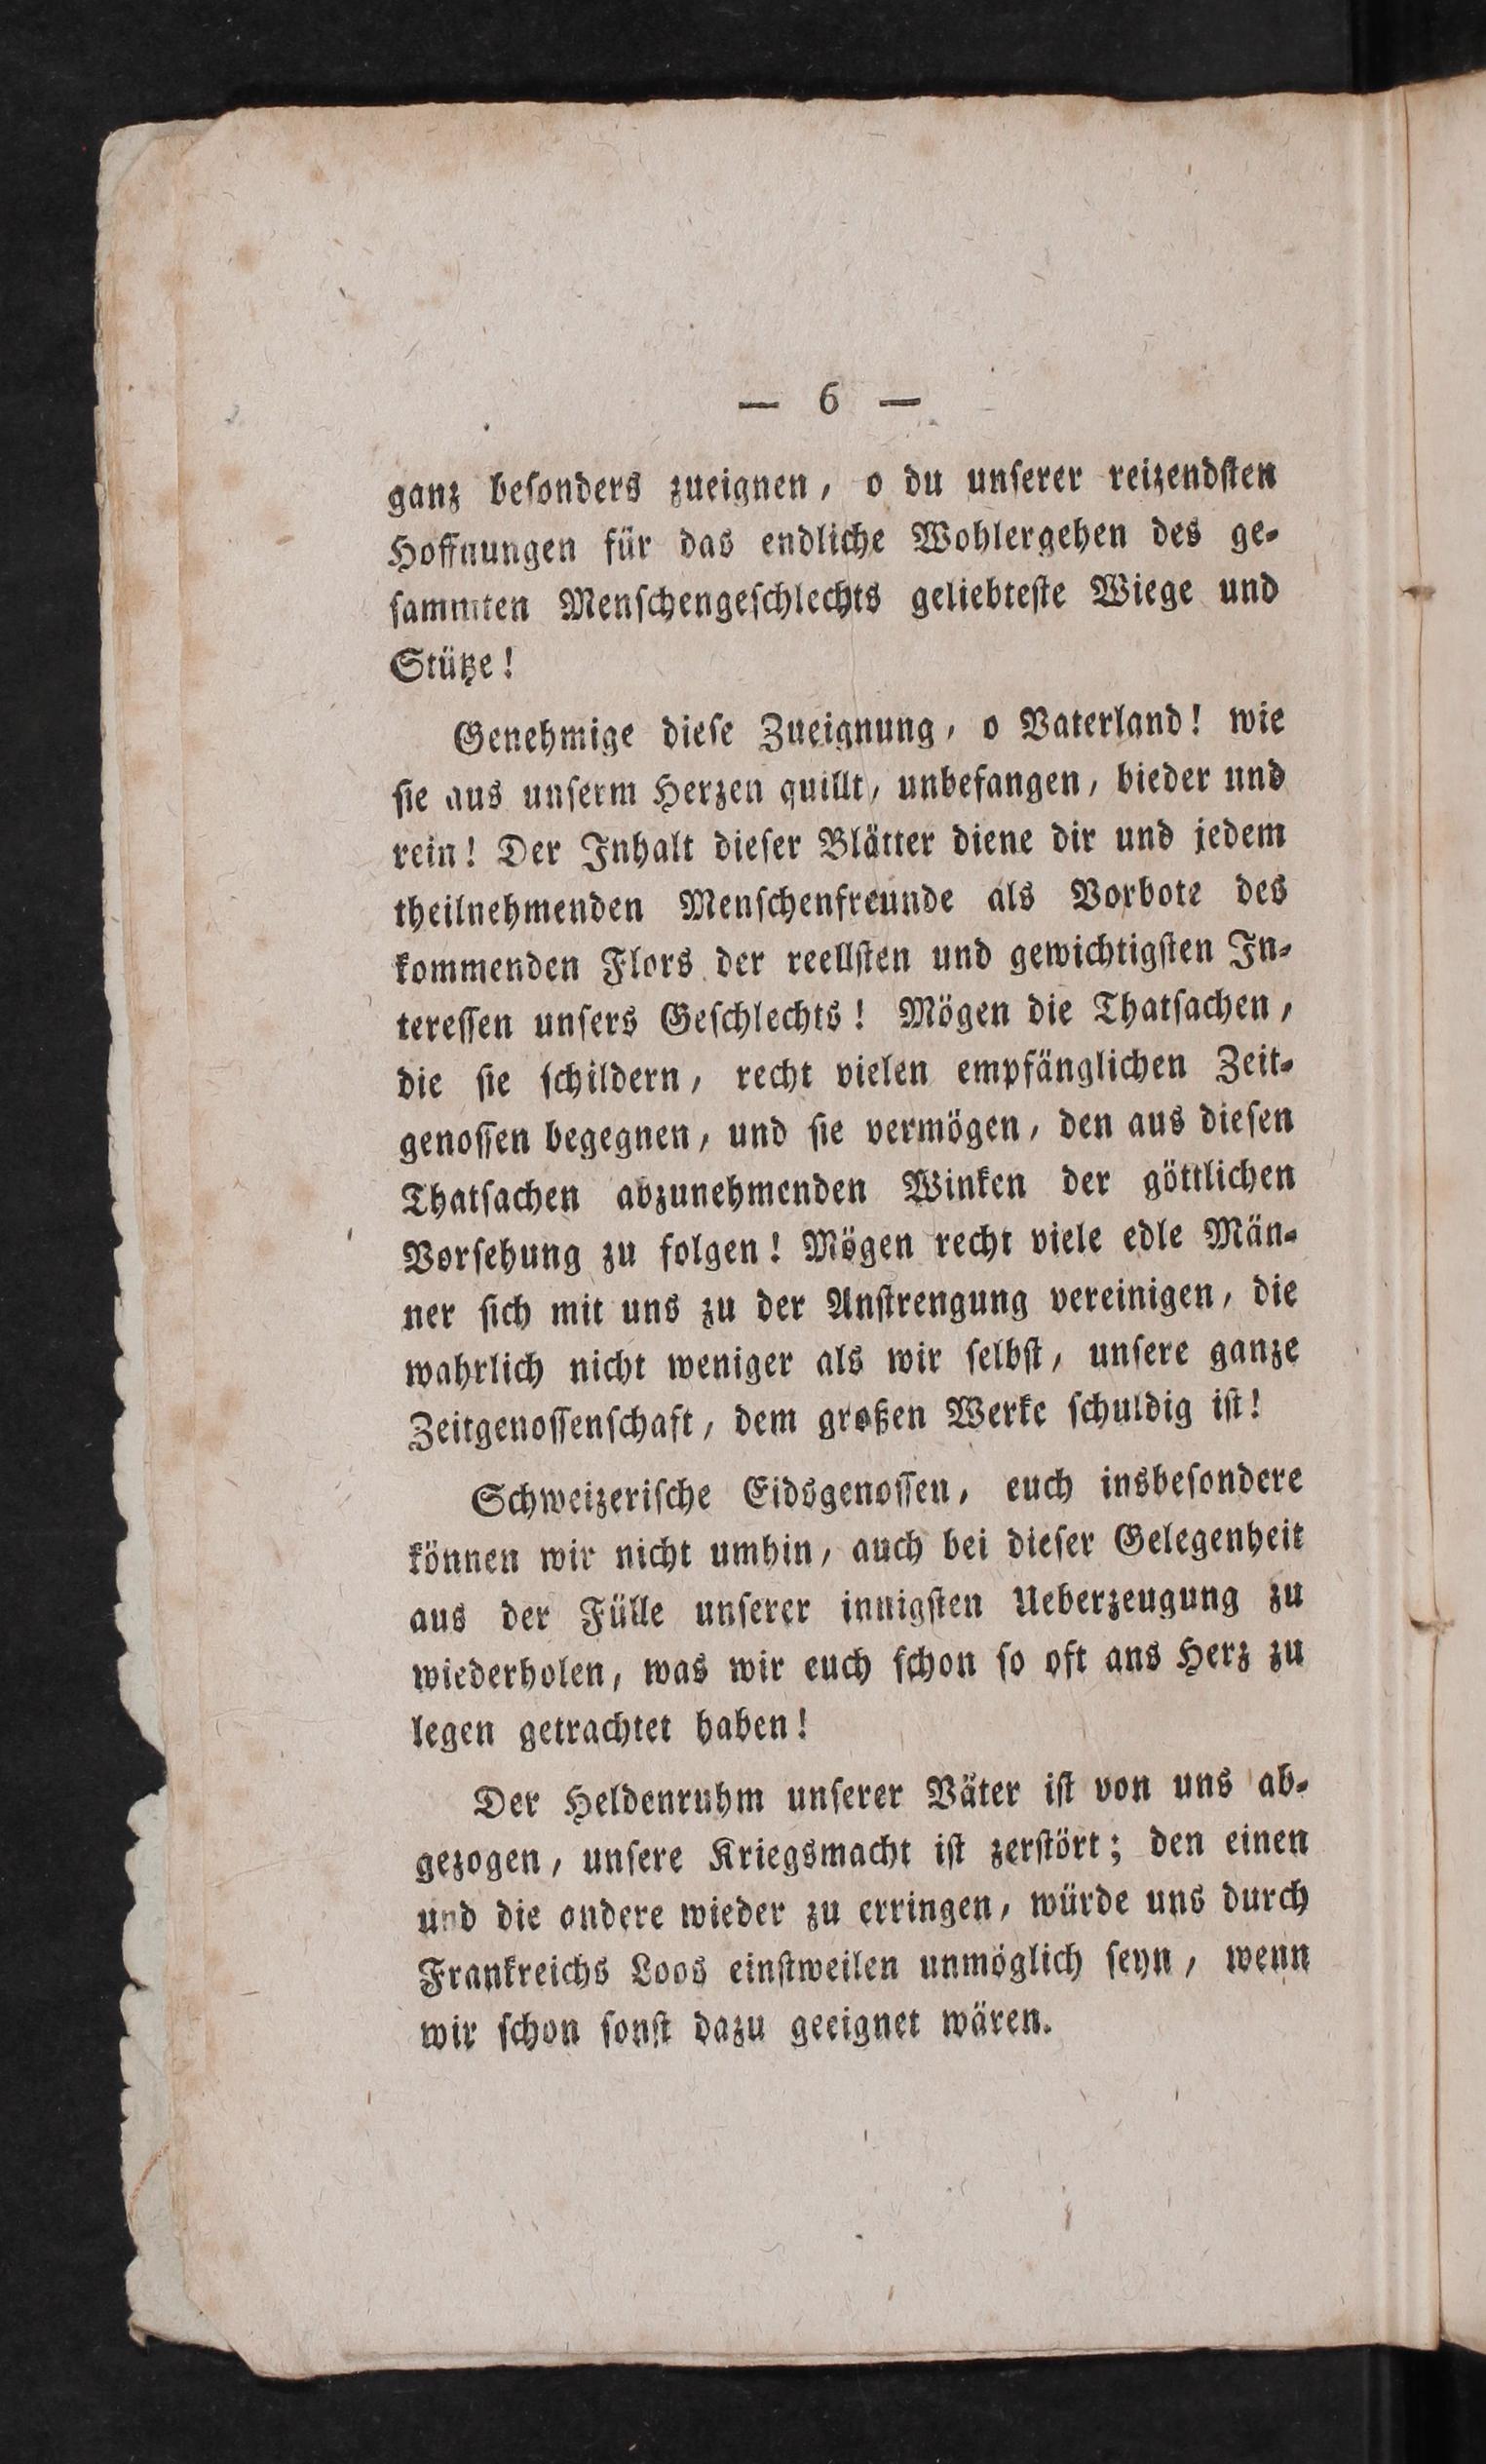 — 6 —
ganz beſonders zueignen, o du unſerer reizendſten
Hoffnungen für das endliche Wohlergehen des ge-
ſammten Menſchengeſchlechts geliebteſte Wiege und
Stütze!
Genehmige dieſe Zueignung, o Vaterland! wie
ſie aus unſerm Herzen quillt, unbefangen, bieder und
rein! Der Inhalt dieſer Blätter diene dir und jedem
theilnehmenden Menſchenfreunde als Vorbote des
kommenden Flors der reellſten und gewichtigſten In-
tereſſen unſers Geſchlechts! Mögen die Thatſachen,
die ſie ſchildern, recht vielen empfänglichen Zeit-
genoſſen begegnen, und ſie vermögen, den aus dieſen
Thatſachen abzunehmenden Winken der göttlichen
Vorſehung zu folgen! Mögen recht viele edle Män-
ner ſich mit uns zu der Anſtrengung vereinigen, die
wahrlich nicht weniger als wir ſelbſt, unſere ganze
Zeitgenoſſenſchaft, dem großen Werke ſchuldig iſt!
Schweizeriſche Eidsgenoſſen, euch insbeſondere
können wir nicht umhin, auch bei dieſer Gelegenheit
aus der Fülle unſerer innigſten Ueberzeugung zu
wiederholen, was wir euch ſchon ſo oft ans Herz zu
legen getrachtet haben!
Der Heldenruhm unſerer Väter iſt von uns ab-
gezogen, unſere Kriegsmacht iſt zerſtört; den einen
und die andere wieder zu erringen, würde uns durch
Frankreichs Loos einſtweilen unmöglich ſeyn, wenn
wir ſchon ſonſt dazu geeignet wären.